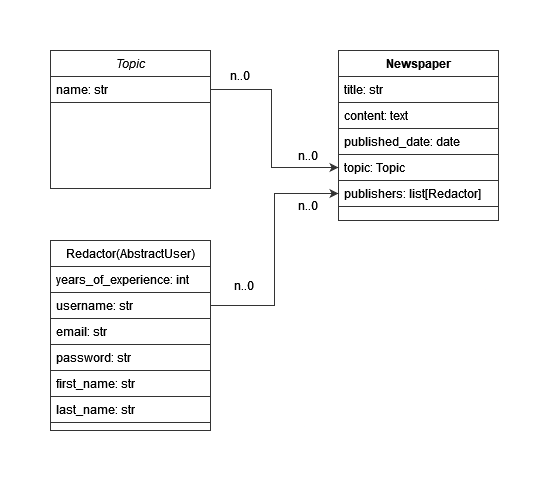 Topic
name: str
n..0
n..0
Newspaper
title: str
content: text
published_date: date
topic: Topic
publishers: list[Redactor]
n..0
n..0
Redactor(AbstractUser)
years_of_experience: int
username: str
email: str
password: str
first_name: str
last_name: str